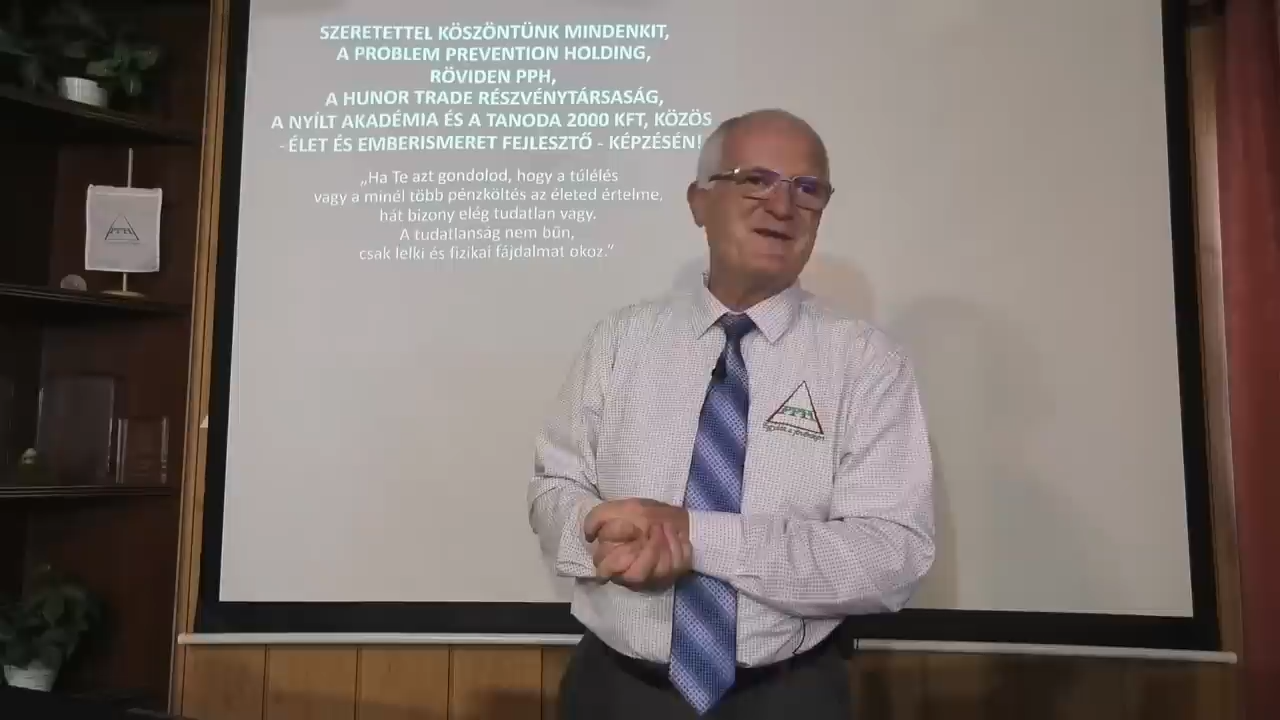 SZERETETTEL KÖSZÖNTÜNK MINDENKIT,
A PROBLEM PREVENTION HOLDING,
RÖVIDEN PPH,
A HUNOR TRADE RÉSZVÉNYTÁRSASÁG,
A NYÍLT AKADÉMIA ÉS A TANODA 2000 KFT, KÖZÖS
- ÉLET ÉS EMBERISMERET FEJLESZTŐ - KÉPZÉSÉN!
„Ha Te azt gondolod, hogy a túlélés
vagy a minél több pénzköltés az életed értelme,
hát bizony elég tudatlan vagy.
A tudatlanság nem bűn,
csak lelki és fizikai fájdalmat okoz.”